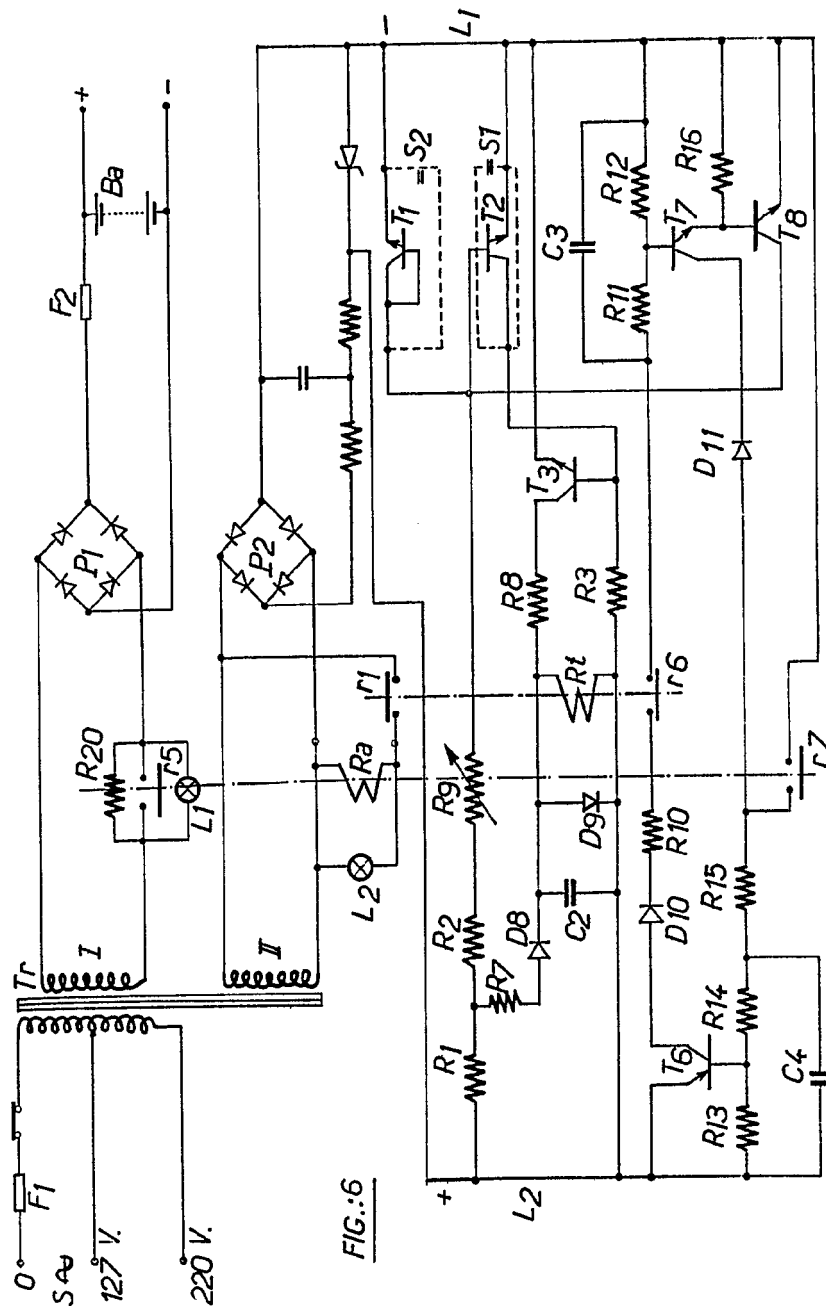 O
S
127 V.
220 V.
F1
Tr
I
II
R20
r5
L1
P1
F2
Ba
+
-
P2
L2
Ra
r1
-
L1
T1
= S2
T2
= S1
R9
R2
R1
R7
D8
C2
D9
R8
T3
Rt
R3
C3
R11
R12
T7
R16
T8
r6
R10
D10
T6
D11
R15
R14
R13
C4
r7
+
L2
FIG.:6